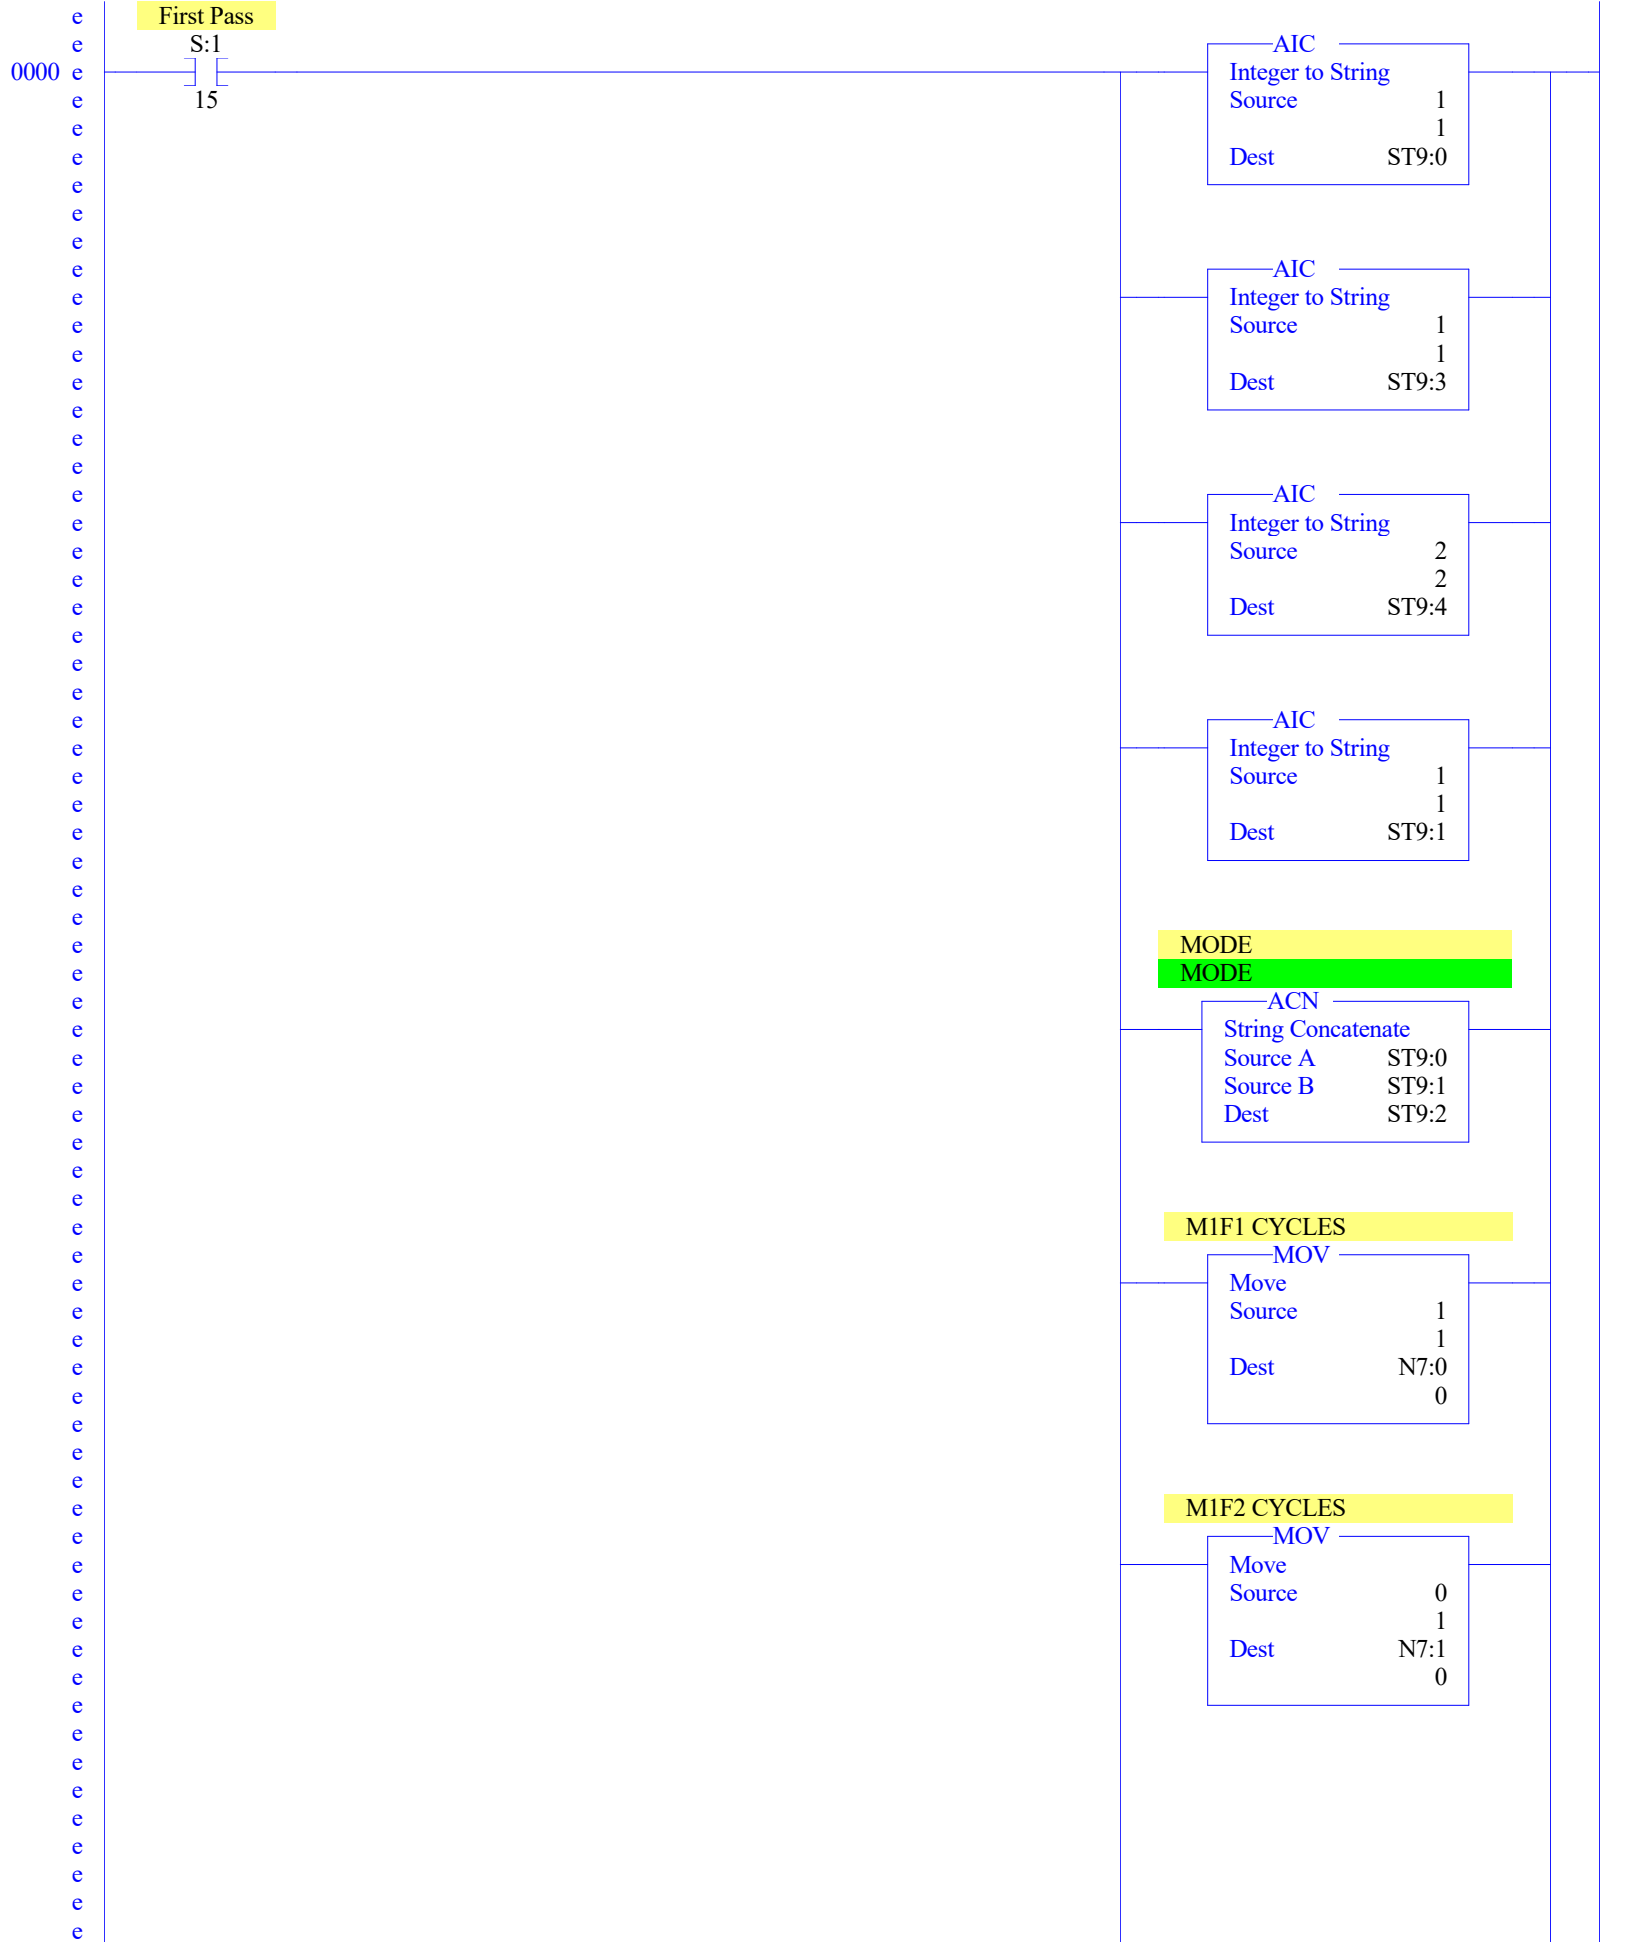 e First Pass
e S:1 AIC
0000 e Integer to String
e 15 Source 1
e 1
e Dest ST9:0
e
e
e
e AIC
e Integer to String
e Source 1
e 1
e Dest ST9:3
e
e
e
e AIC
e Integer to String
e Source 2
e 2
e Dest ST9:4
e
e
e
e AIC
e Integer to String
e Source 1
e 1
e Dest ST9:1
e
e
e
e MODE
e MODE
e ACN
e String Concatenate
e Source A ST9:0
e Source B ST9:1
e Dest ST9:2
e
e
e
e M1F1 CYCLES
e MOV
e Move
e Source 1
e 1
e Dest N7:0
e 0
e
e
e
e M1F2 CYCLES
e MOV
e Move
e Source 0
e 1
e Dest N7:1
e 0
e
e
e
e
e
e
e
e
e